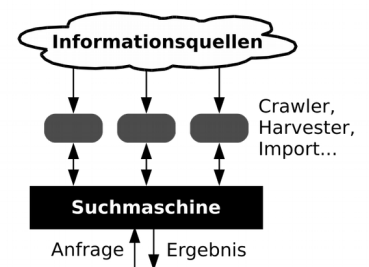 Informationsquellen
Crawler,
Harvester,
Import...
Suchmaschine
Anfrage Ergebnis